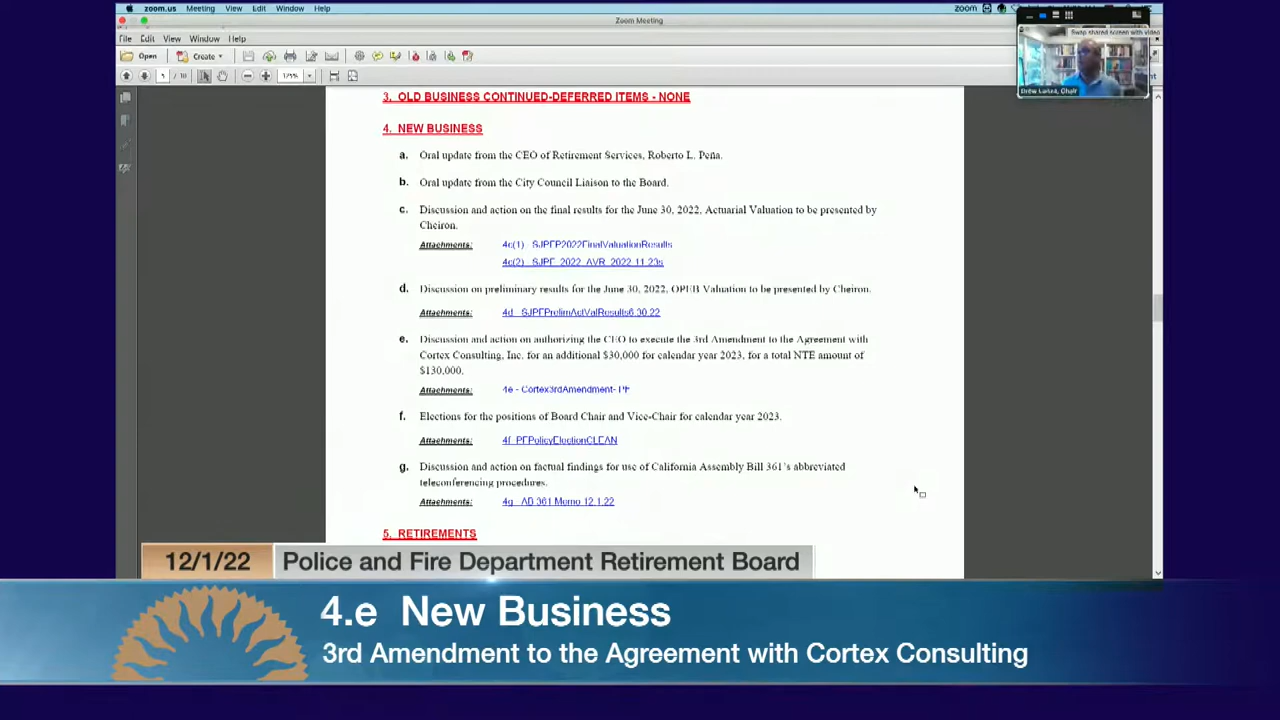 zoom.us Meeting View Edit Window Help
zoom
Zoom Meeting
Swap shared screen with video
File Edit View Window Help
Open Create
5 / 10 125%
3. OLD BUSINESS CONTINUED-DEFERRED ITEMS - NONE
4. NEW BUSINESS
a. Oral update from the CEO of Retirement Services, Roberto L. Peña.
b. Oral update from the City Council Liaison to the Board.
c. Discussion and action on the final results for the June 30, 2022, Actuarial Valuation to be presented by
Cheiron.
Attachments: 4c(1) SJPFP2022FinalValuationResults
4c(2) SJPF 2022 AVR 2022.11.23s
d. Discussion on preliminary results for the June 30, 2022, OPEB Valuation to be presented by Cheiron.
Attachments: 4d SJPFPrelimActValResults6.30.22
e. Discussion and action on authorizing the CEO to execute the 3rd Amendment to the Agreement with
Cortex Consulting, Inc. for an additional $30,000 for calendar year 2023, for a total NTE amount of
$130,000.
Attachments: 4e - Cortex3rdAmendment- PF
f. Elections for the positions of Board Chair and Vice-Chair for calendar year 2023.
Attachments: 4f PFPolicyElectionCLEAN
g. Discussion and action on factual findings for use of California Assembly Bill 361's abbreviated
teleconferencing procedures.
Attachments: 4g AB 361 Memo 12.1.22
5. RETIREMENTS
12/1/22 Police and Fire Department Retirement Board
4.e New Business
3rd Amendment to the Agreement with Cortex Consulting